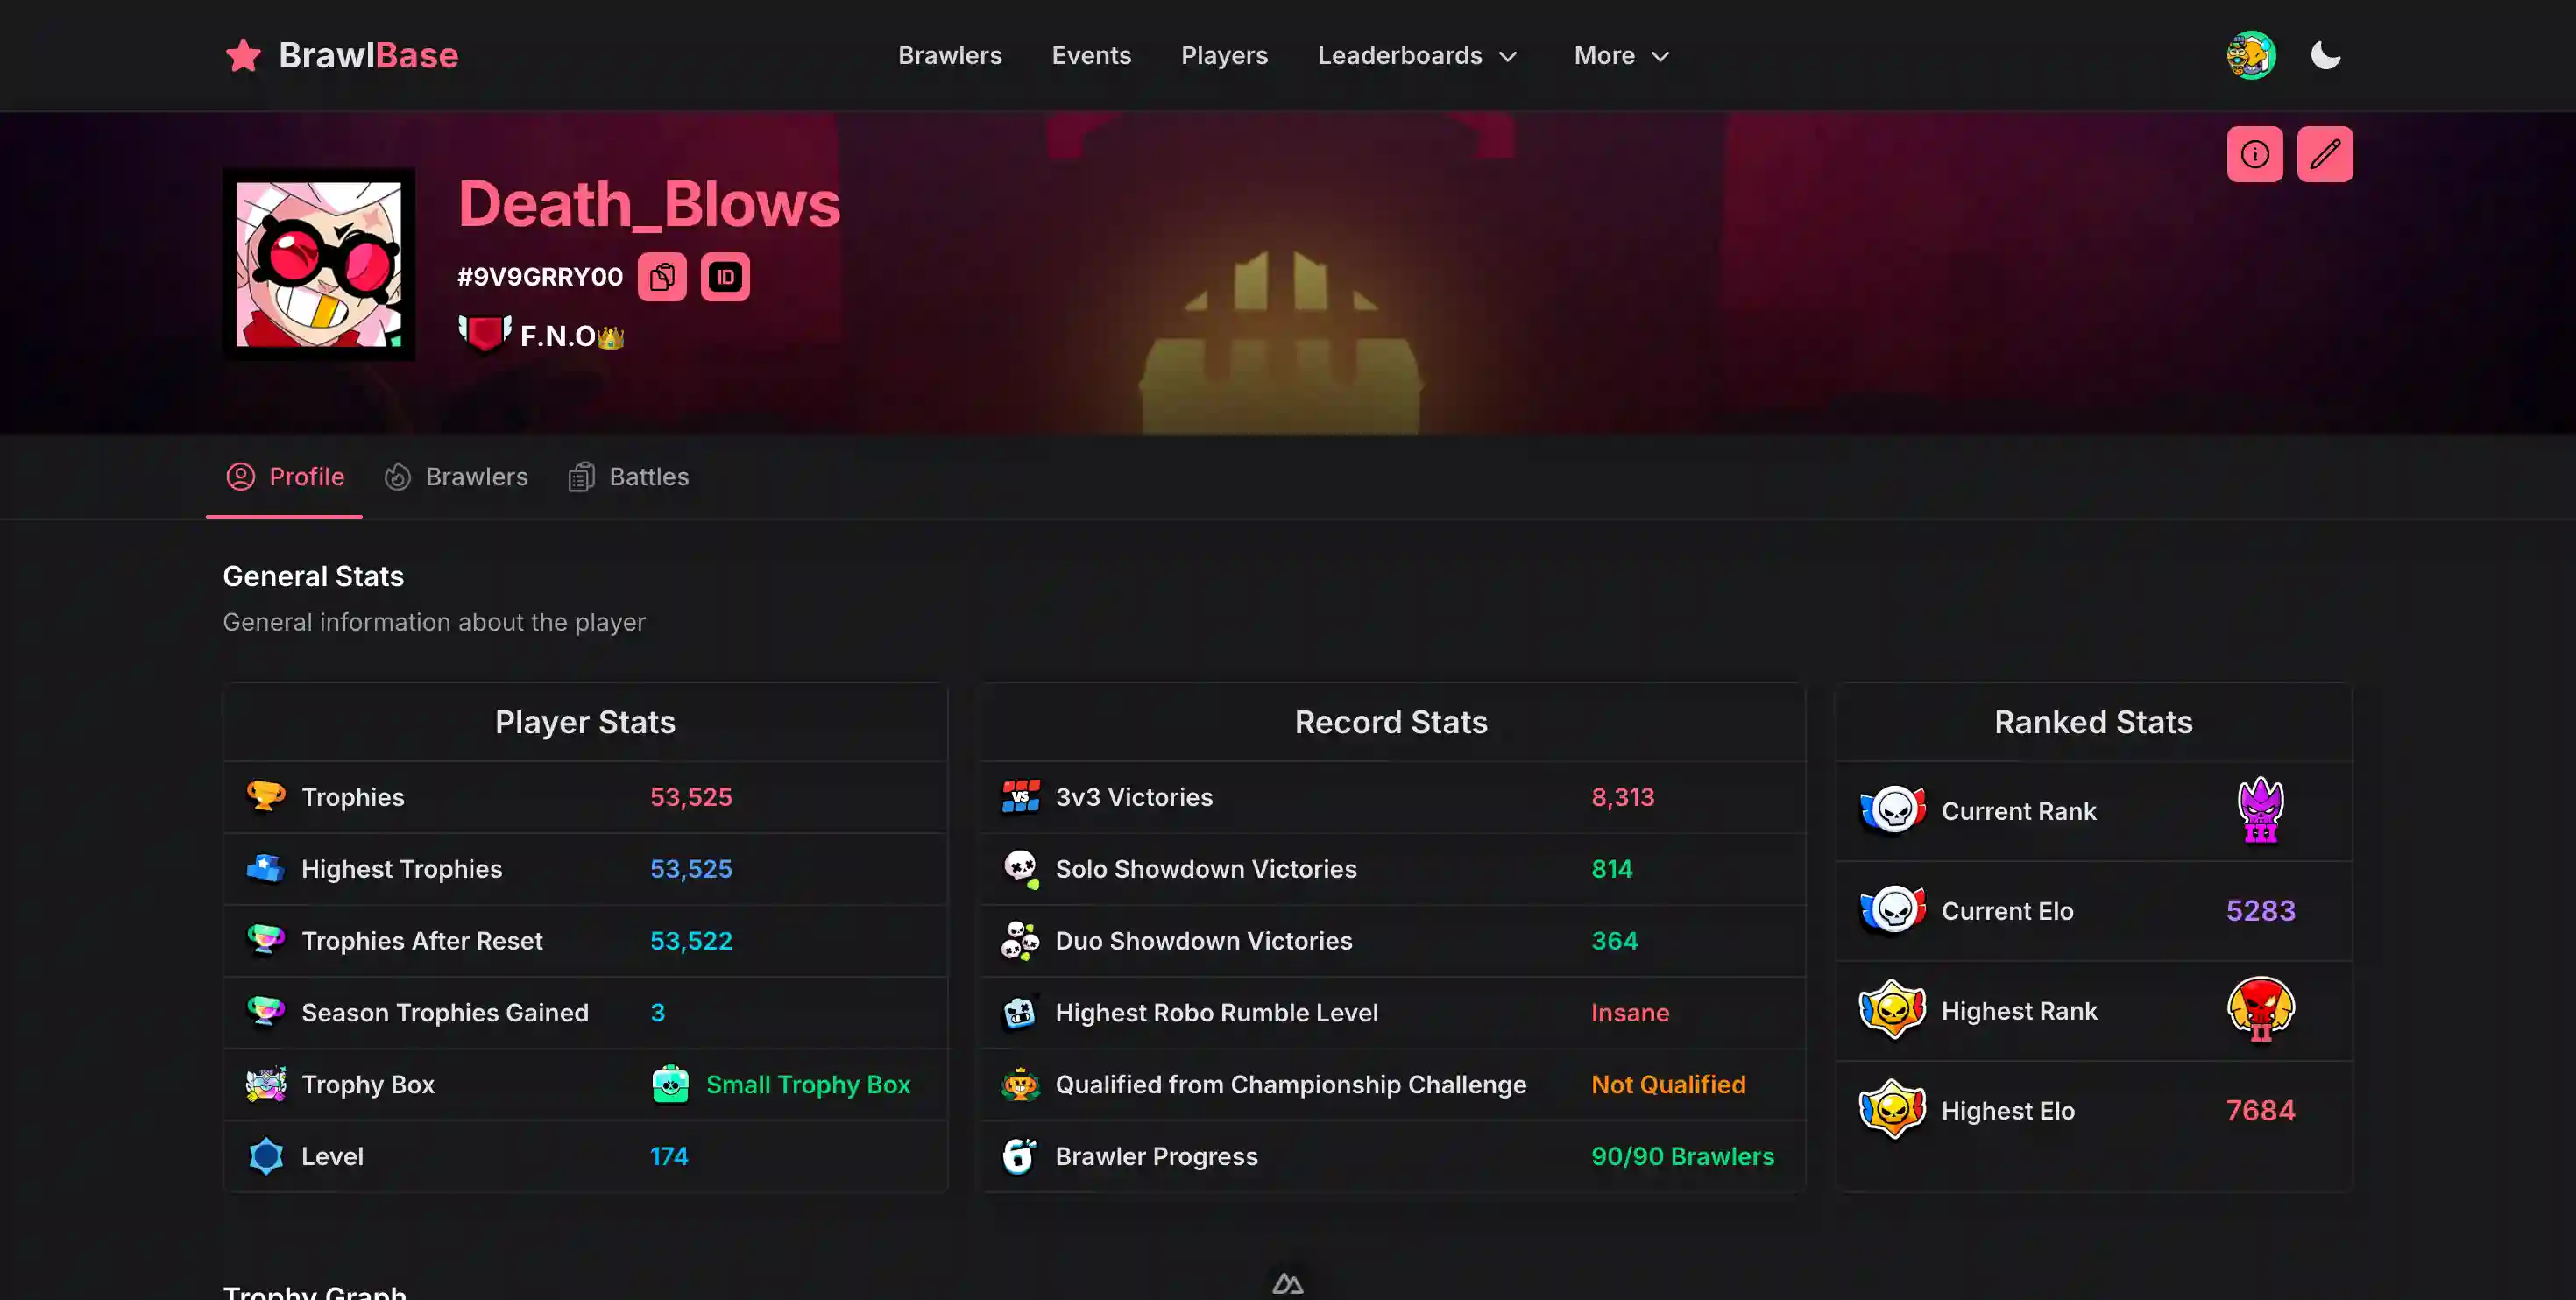 BrawlBase
Brawlers
Events
Players
Leaderboards
More
Death_Blows
#9V9GRRY00
ID
F.N.O👑
Profile
Brawlers
Battles
General Stats
General information about the player
Player Stats
Trophies 53,525
Highest Trophies 53,525
Trophies After Reset 53,522
Season Trophies Gained 3
Trophy Box Small Trophy Box
Level 174
Record Stats
VS 3v3 Victories 8,313
Solo Showdown Victories 814
Duo Showdown Victories 364
Highest Robo Rumble Level Insane
Qualified from Championship Challenge Not Qualified
Brawler Progress 90/90 Brawlers
Ranked Stats
Current Rank III
Current Elo 5283
Highest Rank II
Highest Elo 7684
Trophy Graph